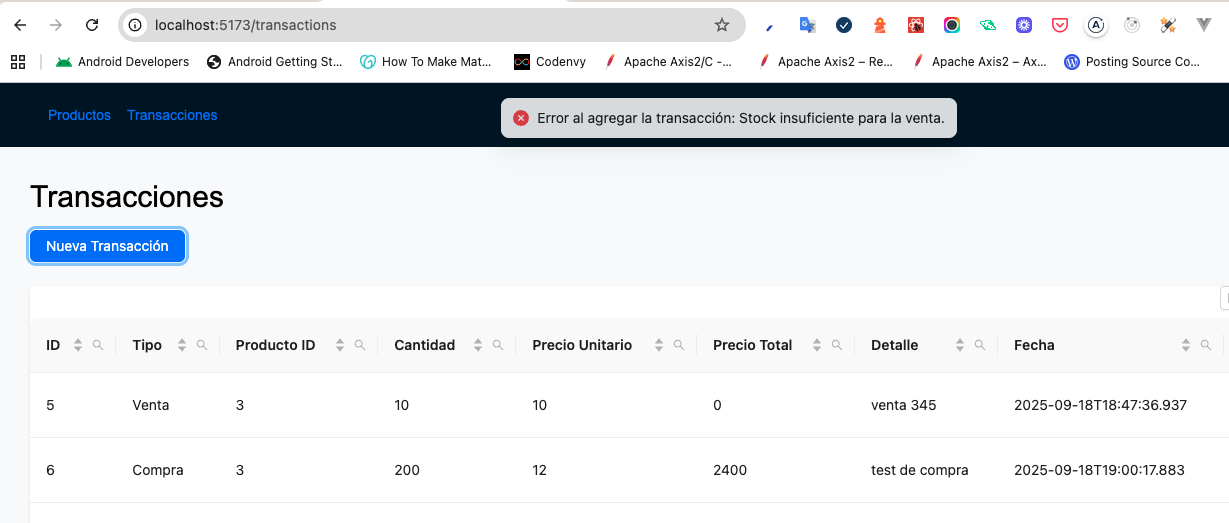 localhost:5173/transactions
Android Developers Android Getting St... How To Make Mat... Codenvy Apache Axis2/C -... Apache Axis2 – Re... Apache Axis2 – Ax... Posting Source Co...
Productos Transacciones
Error al agregar la transacción: Stock insuficiente para la venta.
Transacciones
Nueva Transacción
ID Tipo Producto ID Cantidad Precio Unitario Precio Total Detalle Fecha
5 Venta 3 10 10 0 venta 345 2025-09-18T18:47:36.937
6 Compra 3 200 12 2400 test de compra 2025-09-18T19:00:17.883